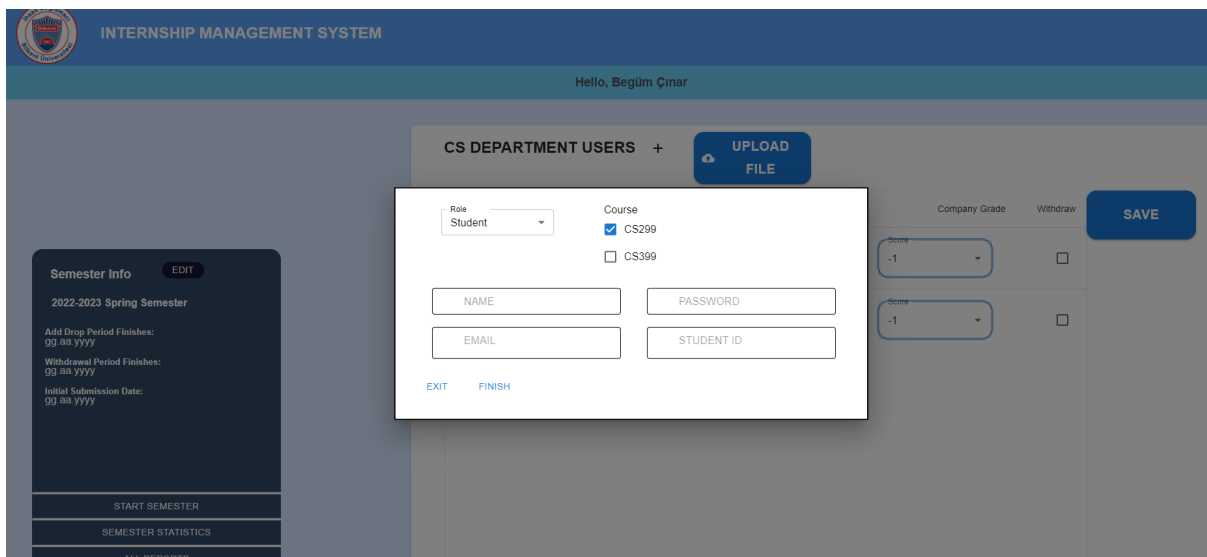 INTERNSHIP MANAGEMENT SYSTEM
Hello, Begüm Çınar
CS DEPARTMENT USERS +
UPLOAD
FILE
Role
Student
Course
CS299
CS399
NAME
PASSWORD
EMAIL
STUDENT ID
EXIT
FINISH
Company Grade
Withdraw
SAVE
Score
-1
Score
-1
Semester Info
EDIT
2022-2023 Spring Semester
Add Drop Period Finishes:
gg.aa.yyyy
Withdrawal Period Finishes:
gg.aa.yyyy
Initial Submission Date:
gg.aa.yyyy
START SEMESTER
SEMESTER STATISTICS
ALL REPORTS